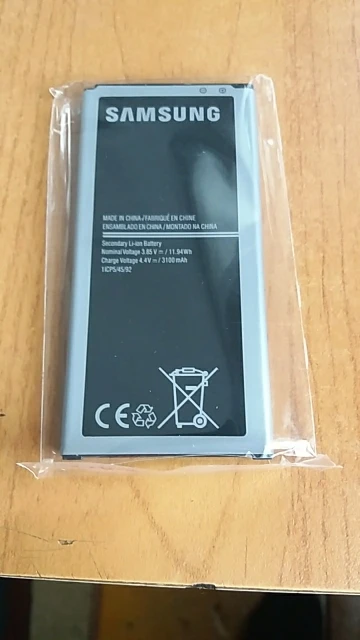 SAMSUNG
MADE IN CHINA/FABRIQUÉ EN CHINE
ENSAMBLADO EN CHINA/MONTADO NA CHINA
Secondary Li-ion Battery
Nominal Voltage 3.85 V ⎓ / 11.94Wh
Charge Voltage 4.4V ⎓ / 3100 mAh
1ICP5/45/92
CE